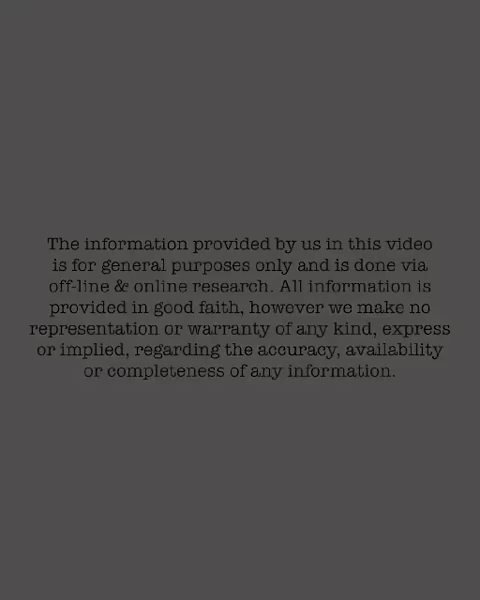 The information provided by us in this video
is for general purposes only and is done via
off-line & online research. All information is
provided in good faith, however we make no
representation or warranty of any kind, express
or implied, regarding the accuracy, availability
or completeness of any information.